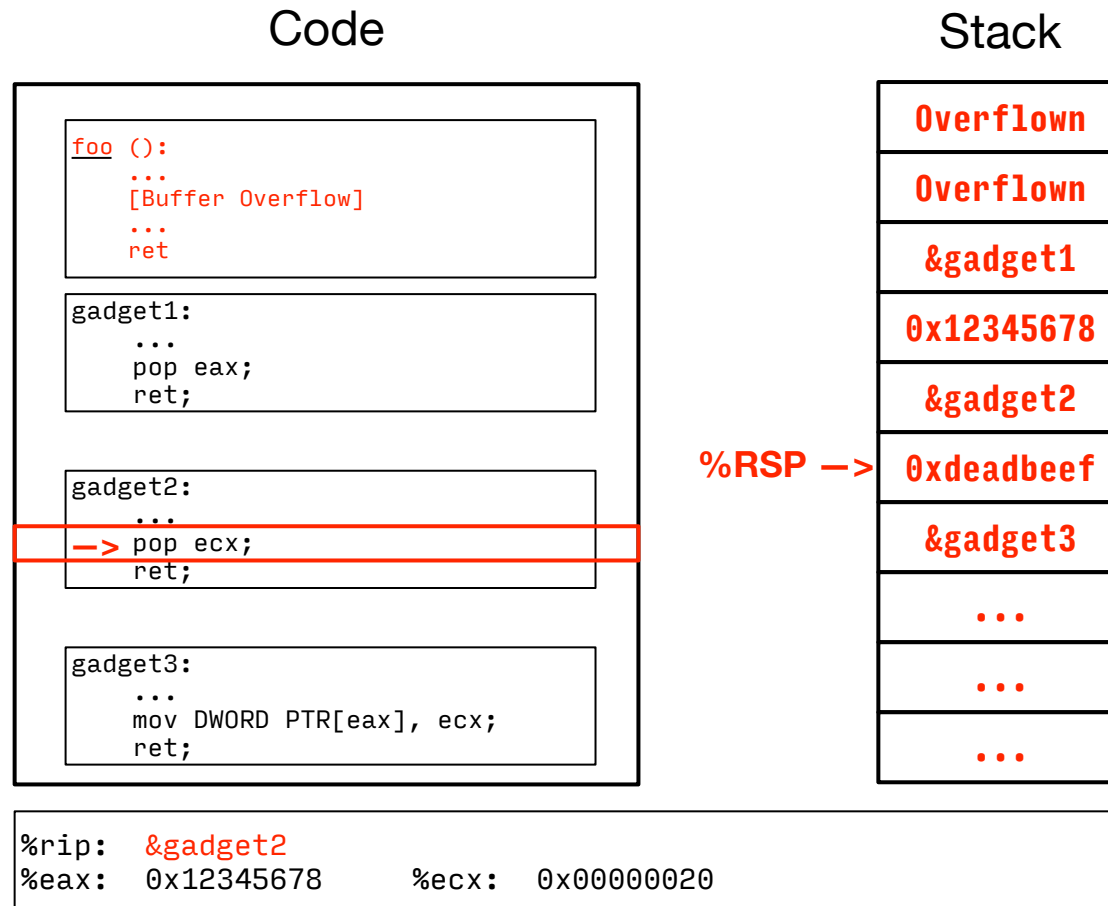 Code
foo ():
...
[Buffer Overflow]
...
ret
gadget1:
...
pop eax;
ret;
gadget2:
...
—> pop ecx;
ret;
gadget3:
...
mov DWORD PTR[eax], ecx;
ret;
Stack
Overflown
Overflown
&gadget1
0x12345678
&gadget2
%RSP —> 0xdeadbeef
&gadget3
...
...
...
%rip: &gadget2
%eax: 0x12345678 %ecx: 0x00000020